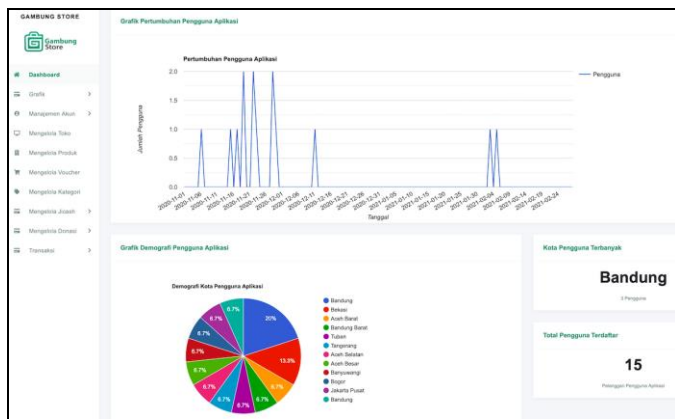 GAMBUNG STORE
Gambung
Store
Dashboard
Grafik
Manajemen Akun
Mengelola Toko
Mengelola Produk
Mengelola Voucher
Mengelola Kategori
Mengelola Jicash
Mengelola Donasi
Transaksi
Grafik Pertumbuhan Pengguna Aplikasi
Pertumbuhan Pengguna Aplikasi
Jumlah Pengguna
2.0
1.5
1.0
0.5
0.0
Pengguna
2020-11-01
2020-11-06
2020-11-11
2020-11-16
2020-11-21
2020-11-26
2020-12-01
2020-12-06
2020-12-11
2020-12-16
2020-12-21
2020-12-26
2020-12-31
2021-01-05
2021-01-10
2021-01-15
2021-01-20
2021-01-25
2021-01-30
2021-02-04
2021-02-09
2021-02-14
2021-02-19
2021-02-24
Tanggal
Grafik Demografi Pengguna Aplikasi
Demografi Kota Pengguna Aplikasi
20%
13.3%
6.7%
6.7%
6.7%
6.7%
6.7%
6.7%
6.7%
6.7%
6.7%
6.7%
Bandung
Bekasi
Aceh Barat
Bandung Barat
Tuban
Tangerang
Aceh Selatan
Aceh Besar
Banyuwangi
Bogor
Jakarta Pusat
Bandung
Kota Pengguna Terbanyak
Bandung
3 Pengguna
Total Pengguna Terdaftar
15
Pelanggan Pengguna Aplikasi